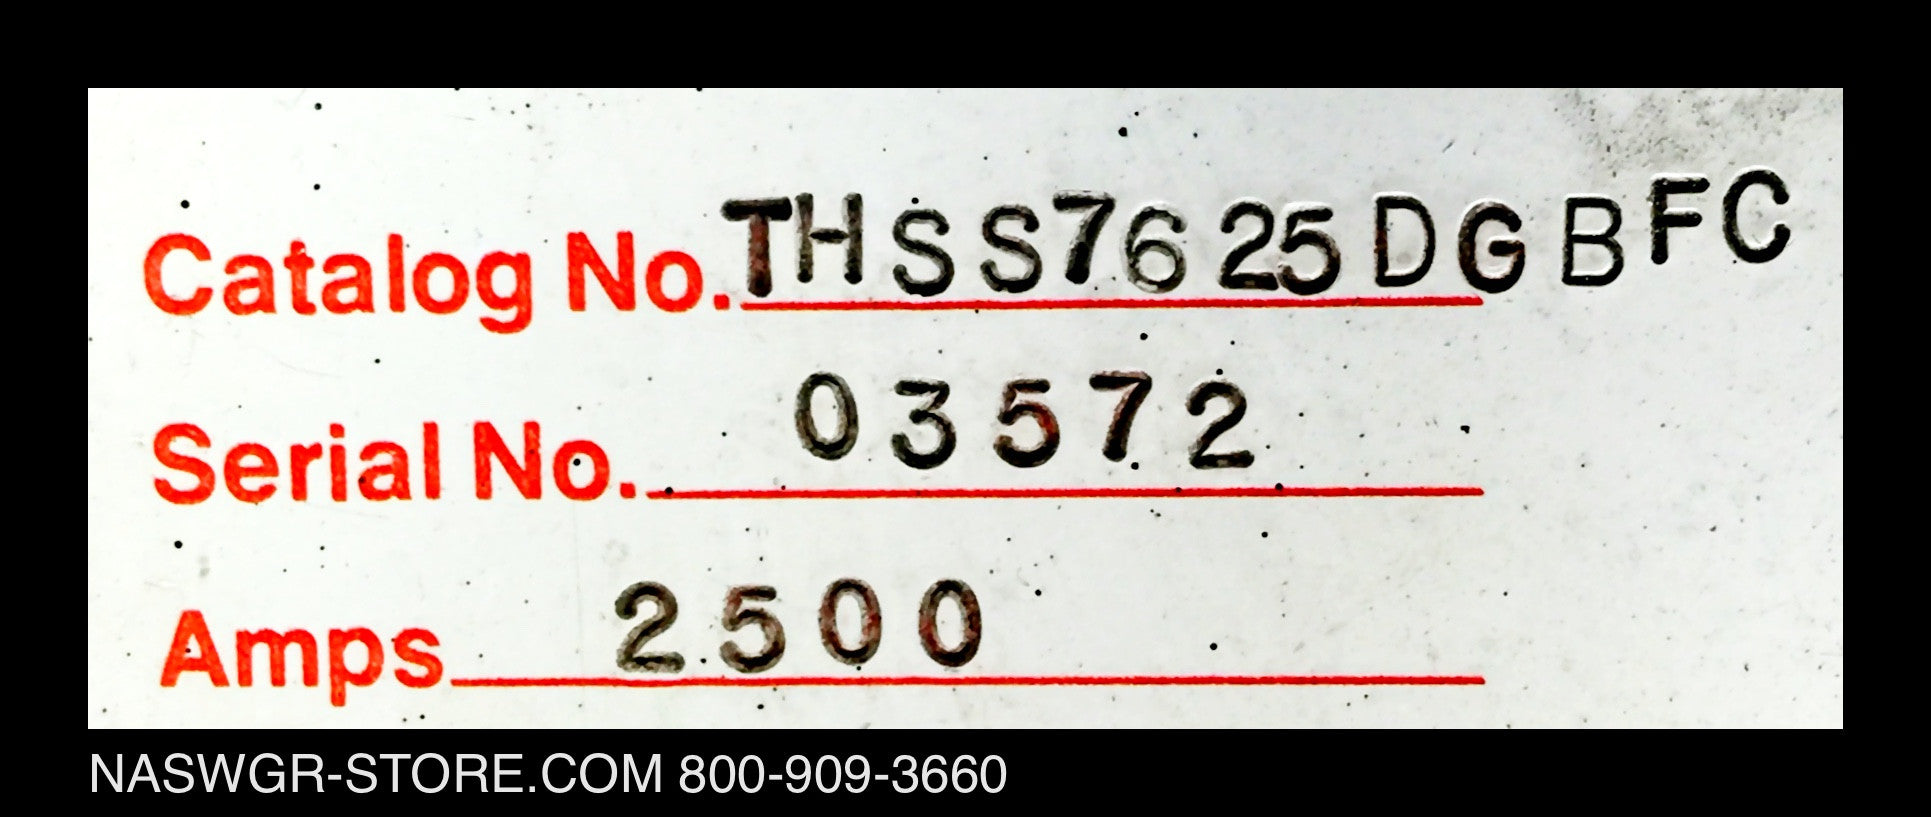 Catalog No. THSS7625DGBFC
Serial No. 03572
Amps 2500
NASWGR-STORE.COM 800-909-3660